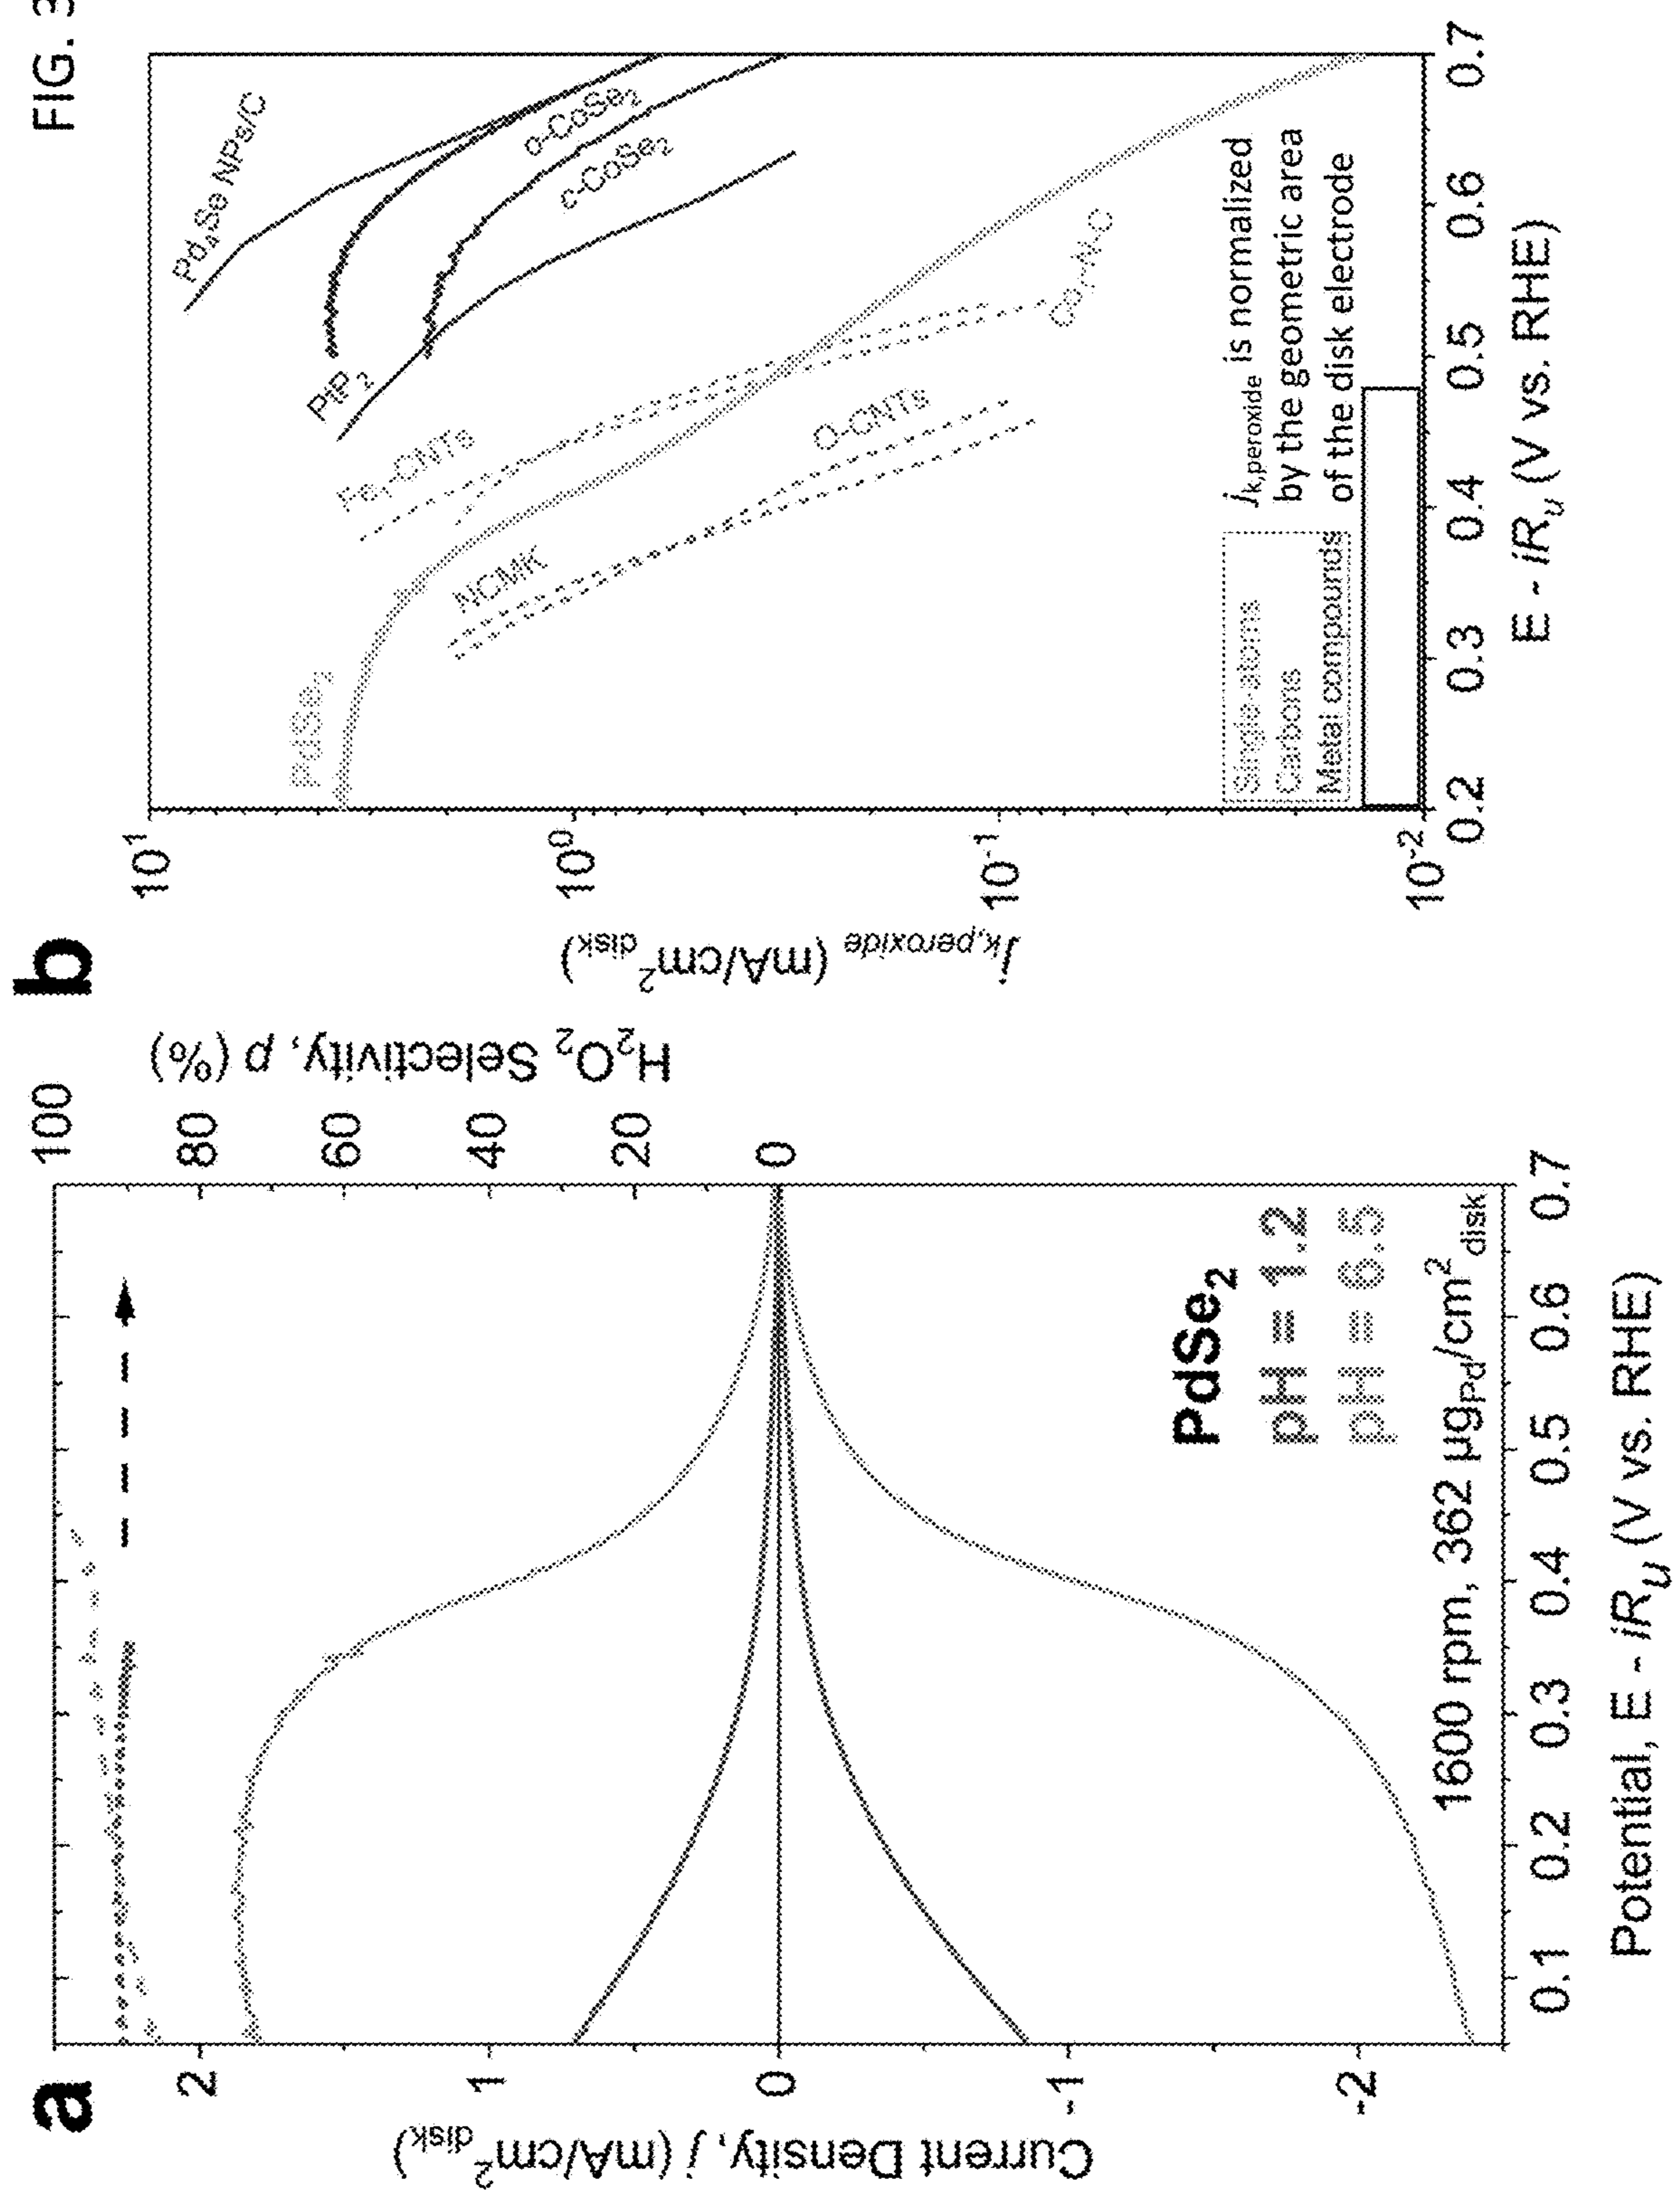 FIG. 3
a
Current Density, j (mA/cm²disk)
2
1
0
-1
-2
100
80
60
40
20
0
H₂O₂ Selectivity, p (%)
PdSe₂
pH = 1.2
pH = 6.5
1600 rpm, 362 µgPd/cm²disk
0.1 0.2 0.3 0.4 0.5 0.6 0.7
Potential, E - iRᵤ (V vs. RHE)
b
jk,peroxide (mA/cm²disk)
10¹
10⁰
10⁻¹
10⁻²
Pd₄Se NPs/C
PtP₂
o-CoSe₂
c-CoSe₂
PdSe₂
Fe₁-CNTs
NCMK
O-CNTs
Co₁-N-C
Single-atoms
Carbons
Metal compounds
jk,peroxide is normalized
by the geometric area
of the disk electrode
0.2 0.3 0.4 0.5 0.6 0.7
E - iRᵤ (V vs. RHE)